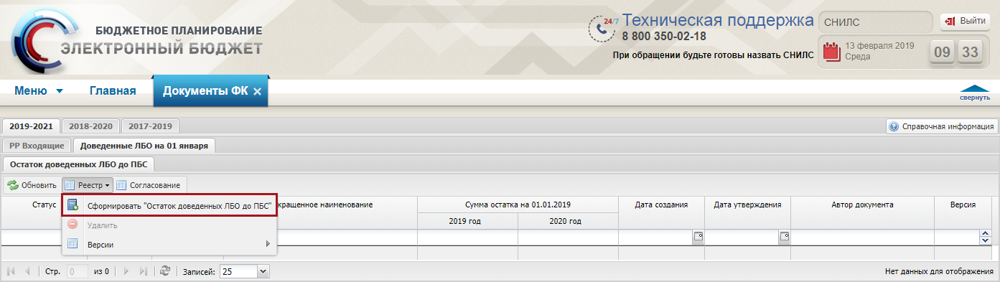 БЮДЖЕТНОЕ ПЛАНИРОВАНИЕ
ЭЛЕКТРОННЫЙ БЮДЖЕТ
24/7
Техническая поддержка
8 800 350-02-18
При обращении будьте готовы назвать СНИЛС
СНИЛС
Выйти
13 февраля 2019
Среда
09 33
Меню Главная Документы ФК
свернуть
2019-2021 2018-2020 2017-2019 Справочная информация
РР Входящие Доведенные ЛБО на 01 января
Остаток доведенных ЛБО до ПБС
Обновить Реестр Согласование
Сформировать "Остаток доведенных ЛБО до ПБС"
Удалить
Версии
Статус кращенное наименование Сумма остатка на 01.01.2019 Дата создания Дата утверждения Автор документа Версия
2019 год 2020 год
Стр. 0 из 0 Записей: 25 Нет данных для отображения